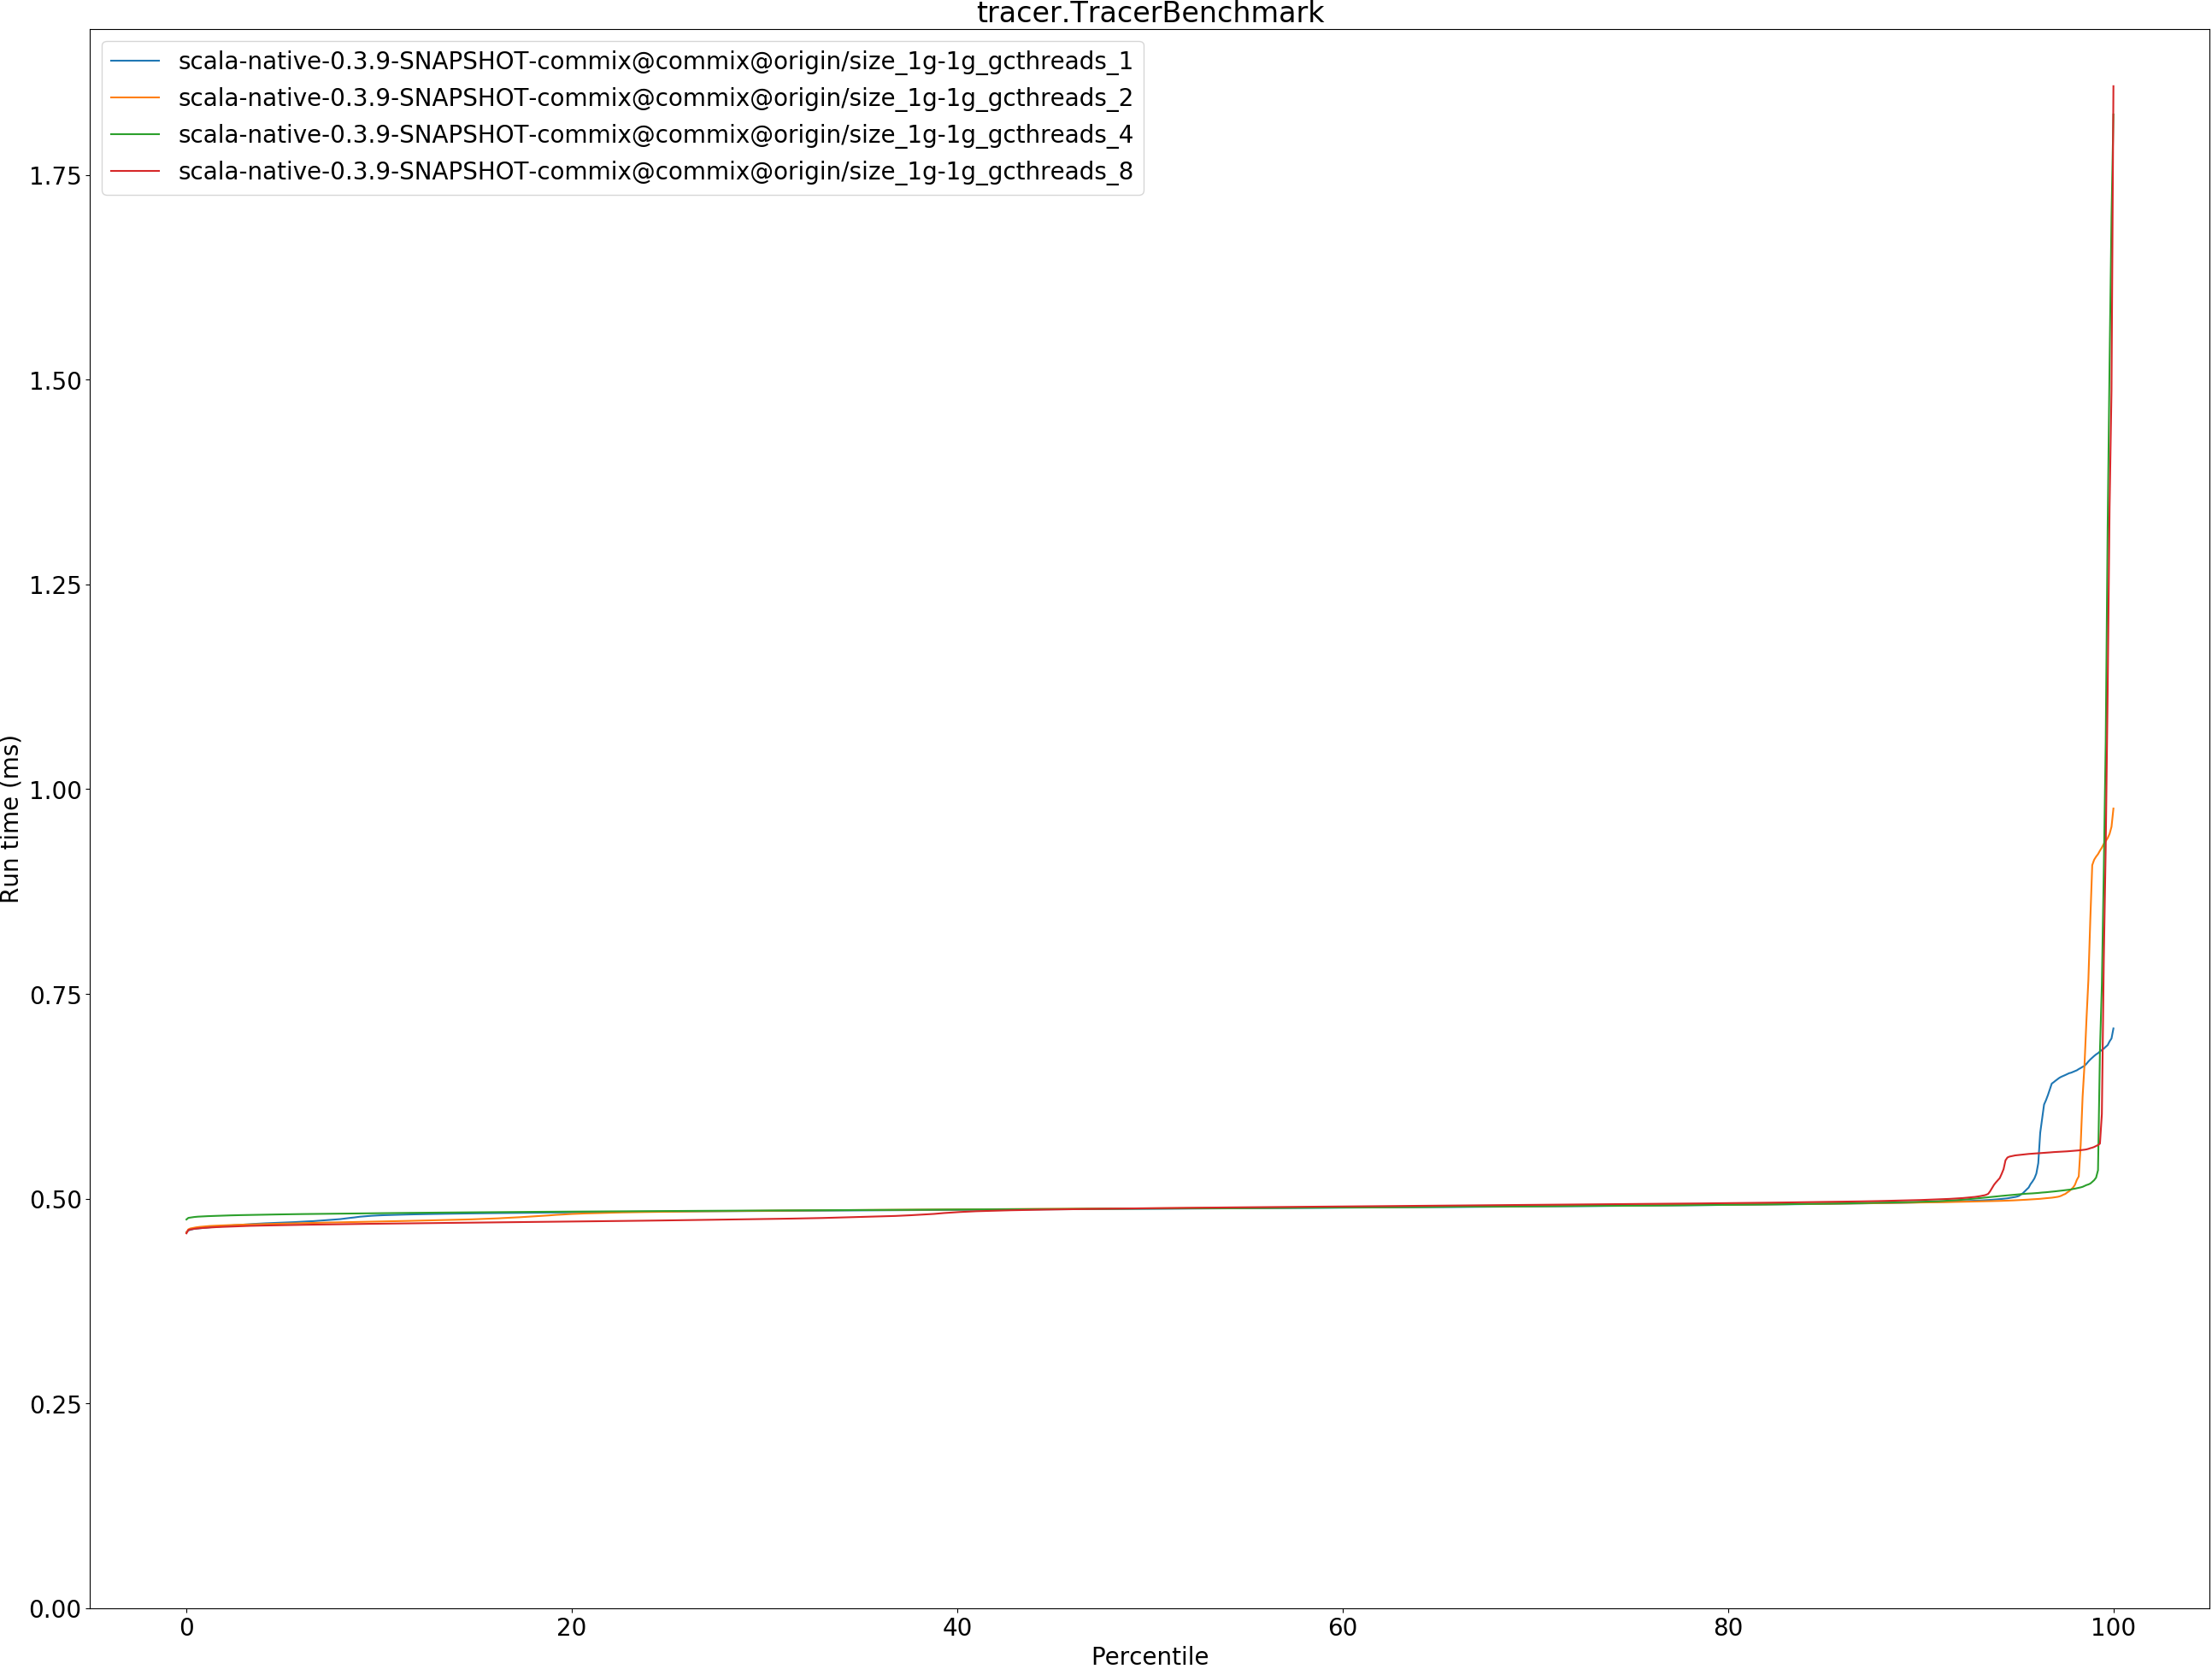 tracer.TracerBenchmark
scala-native-0.3.9-SNAPSHOT-commix@commix@origin/size_1g-1g_gcthreads_1
scala-native-0.3.9-SNAPSHOT-commix@commix@origin/size_1g-1g_gcthreads_2
scala-native-0.3.9-SNAPSHOT-commix@commix@origin/size_1g-1g_gcthreads_4
scala-native-0.3.9-SNAPSHOT-commix@commix@origin/size_1g-1g_gcthreads_8
1.75
1.50
1.25
1.00
0.75
0.50
0.25
0.00
Run time (ms)
0 20 40 60 80 100
Percentile